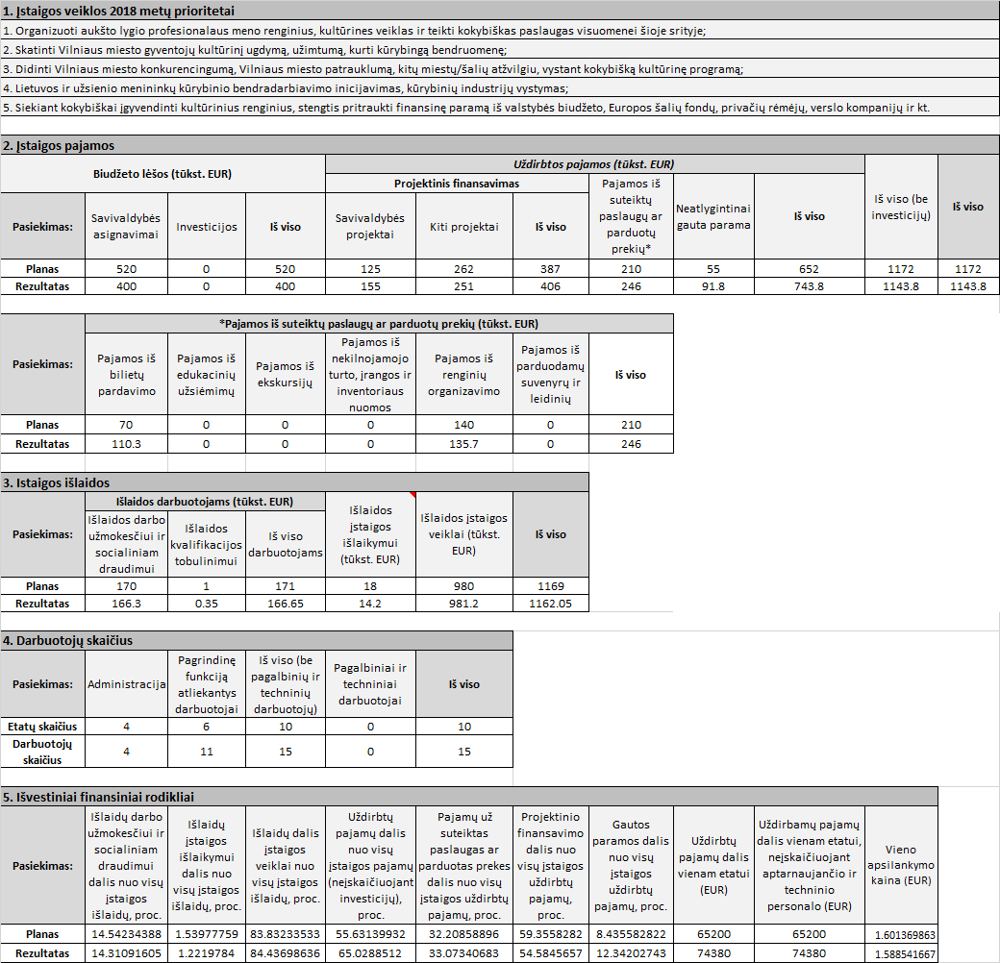 1. Įstaigos veiklos 2018 metų prioritetai
1. Organizuoti aukšto lygio profesionalaus meno renginius, kultūrines veiklas ir teikti kokybiškas paslaugas visuomenei šioje srityje;
2. Skatinti Vilniaus miesto gyventojų kultūrinį ugdymą, užimtumą, kurti kūrybingą bendruomenę;
3. Didinti Vilniaus miesto konkurencingumą, Vilniaus miesto patrauklumą, kitų miestų/šalių atžvilgiu, vystant kokybišką kultūrinę programą;
4. Lietuvos ir užsienio menininkų kūrybinio bendradarbiavimo inicijavimas, kūrybinių industrijų vystymas;
5. Siekiant kokybiškai įgyvendinti kultūrinius renginius, stengtis pritraukti finansinę paramą iš valstybės biudžeto, Europos šalių fondų, privačių rėmėjų, verslo kompanijų ir kt.
2. Įstaigos pajamos
Pasiekimas:
Biudžeto lėšos (tūkst. EUR)
Uždirbtos pajamos (tūkst. EUR)
Iš viso (be
investicijų)
Iš viso
Projektinis finansavimas
Pajamos iš
suteiktų
paslaugų ar
parduotų
prekių*
Neatlygintinai
gauta parama
Iš viso
Savivaldybės
asignavimai
Investicijos
Iš viso
Savivaldybės
projektai
Kiti projektai
Iš viso
Planas 520 0 520 125 262 387 210 55 652 1172 1172
Rezultatas 400 0 400 155 251 406 246 91.8 743.8 1143.8 1143.8
Pasiekimas:
*Pajamos iš suteiktų paslaugų ar parduotų prekių (tūkst. EUR)
Pajamos iš
bilietų
pardavimo
Pajamos iš
edukacinių
užsiėmimų
Pajamos iš
ekskursijų
Pajamos iš
nekilnojamojo
turto, įrangos ir
inventoriaus
nuomos
Pajamos iš
renginių
organizavimo
Pajamos iš
parduodamų
suvenyrų ir
leidinių
Iš viso
Planas 70 0 0 0 140 0 210
Rezultatas 110.3 0 0 0 135.7 0 246
3. Istaigos išlaidos
Pasiekimas:
Išlaidos darbuotojams (tūkst. EUR)
Išlaidos darbo
užmokesčiui ir
socialiniam
draudimui
Išlaidos
kvalifikacijos
tobulinimui
Iš viso
darbuotojams
Išlaidos
įstaigos
išlaikymui
(tūkst. EUR)
Išlaidos įstaigos
veiklai (tūkst.
EUR)
Iš viso
Planas 170 1 171 18 980 1169
Rezultatas 166.3 0.35 166.65 14.2 981.2 1162.05
4. Darbuotojų skaičius
Pasiekimas:
Administracija
Pagrindinę
funkciją
atliekantys
darbuotojai
Iš viso (be
pagalbinių ir
techninių
darbuotojų)
Pagalbiniai ir
techniniai
darbuotojai
Iš viso
Etatų skaičius 4 6 10 0 10
Darbuotojų
skaičius 4 11 15 0 15
5. Išvestiniai finansiniai rodikliai
Pasiekimas:
Išlaidų darbo
užmokesčiui ir
socialiniam
draudimui
dalis nuo visų
įstaigos
išlaidų, proc.
Išlaidų
įstaigos
išlaikymui
dalis nuo
visų įstaigos
išlaidų, proc.
Išlaidų dalis
įstaigos
veiklai nuo
visų įstaigos
išlaidų, proc.
Uždirbtų
pajamų dalis
nuo visų
įstaigos pajamų
(neįskaičiuojant
investicijų),
proc.
Pajamų už
suteiktas
paslaugas ar
parduotas prekes
dalis nuo visų
įstaigos uždirbtų
pajamų, proc.
Projektinio
finansavimo
dalis nuo
visų įstaigos
uždirbtų
pajamų,
proc.
Gautos
paramos dalis
nuo visų
įstaigos
uždirbtų
pajamų, proc.
Uždirbtų
pajamų dalis
vienam etatui
(EUR)
Uždirbamų pajamų
dalis vienam etatui,
neįskaičiuojant
aptarnaujančio ir
techninio
personalo (EUR)
Vieno
apsilankymo
kaina (EUR)
Planas 14.54234388 1.53977759 83.83233533 55.63139932 32.20858896 59.3558282 8.435582822 65200 65200 1.601369863
Rezultatas 14.31091605 1.2219784 84.43698636 65.0288512 33.07340683 54.5845657 12.34202743 74380 74380 1.588541667